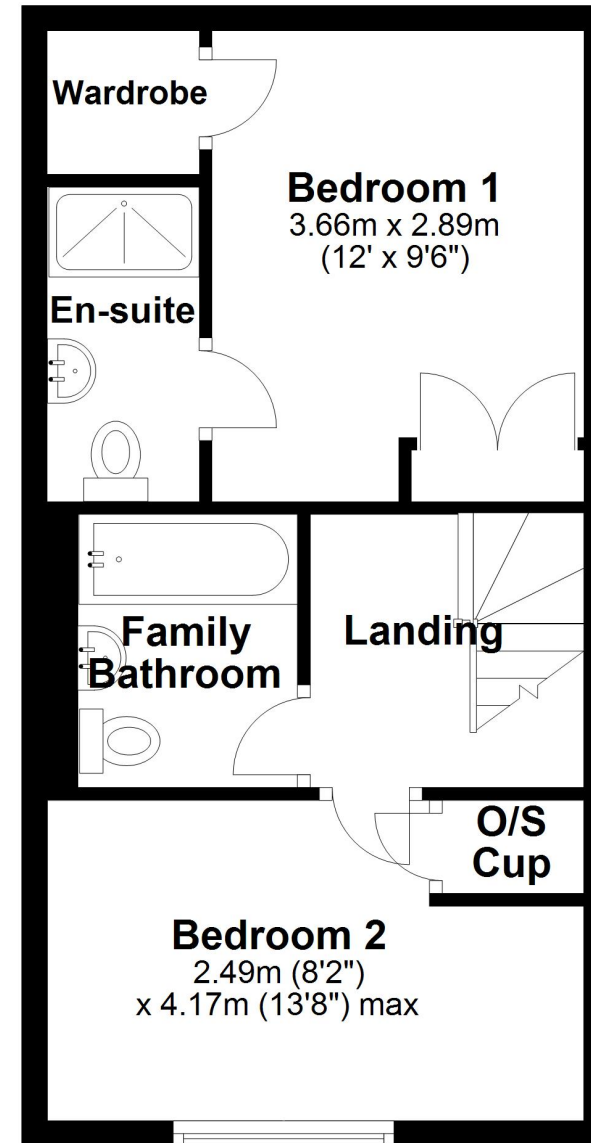 Wardrobe
Bedroom 1
3.66m x 2.89m
(12' x 9'6")
En-suite
Family
Bathroom
Landing
O/S
Cup
Bedroom 2
2.49m (8'2")
x 4.17m (13'8") max